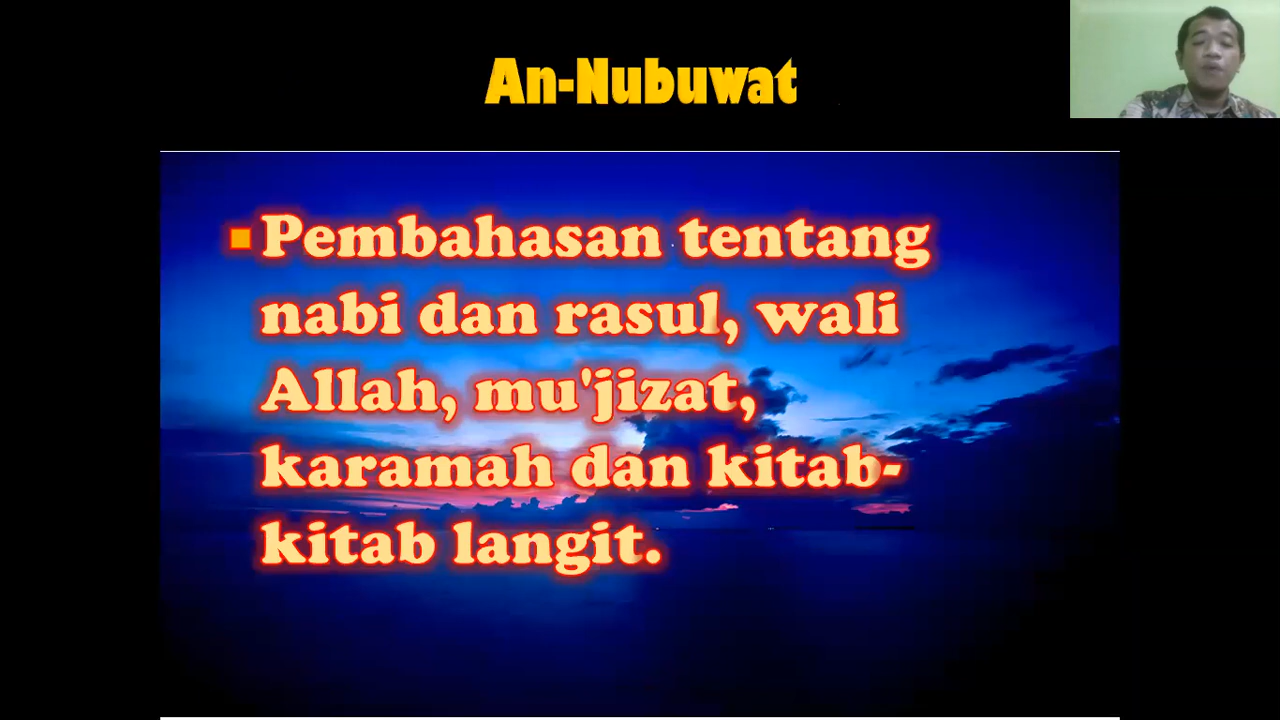 An-Nubuwat
Pembahasan tentang
nabi dan rasul, wali
Allah, mu'jizat,
karamah dan kitab-
kitab langit.